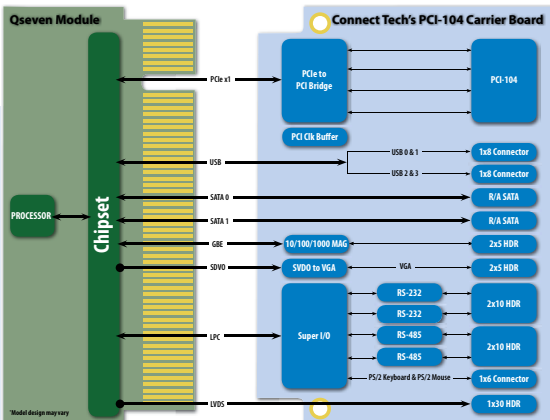 Qseven Module
Connect Tech's PCI-104 Carrier Board
PCIe x1
PCIe to
PCI Bridge
PCI-104
PCI Clk Buffer
USB
USB 0 & 1
1x8 Connector
USB 2 & 3
1x8 Connector
SATA 0
R/A SATA
PROCESSOR
Chipset
SATA 1
R/A SATA
GBE
10/100/1000 MAG
2x5 HDR
SDVO
SVDO to VGA
VGA
2x5 HDR
RS-232
2x10 HDR
RS-232
LPC
Super I/O
RS-485
2x10 HDR
RS-485
PS/2 Keyboard & PS/2 Mouse
1x6 Connector
LVDS
1x30 HDR
*Model design may vary